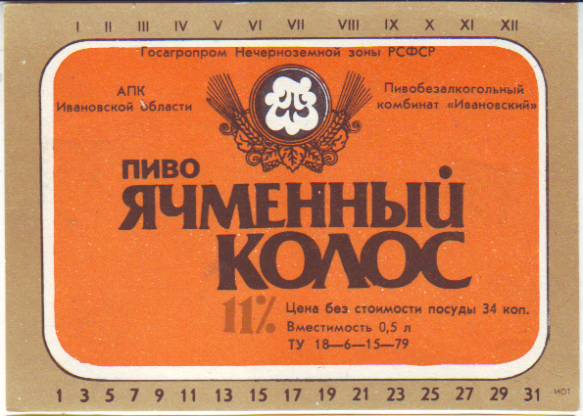 I II III IV V VI VII VIII IX X XI XII
Госагропром Нечерноземной зоны РСФСР
АПК
Ивановской области
Пивобезалкогольный
комбинат «Ивановский»
ПИВО
ЯЧМЕННЫЙ
КОЛОС
11%
Цена без стоимости посуды 34 коп.
Вместимость 0,5 л
ТУ 18—6—15—79
1 3 5 7 9 11 13 15 17 19 21 23 25 27 29 31